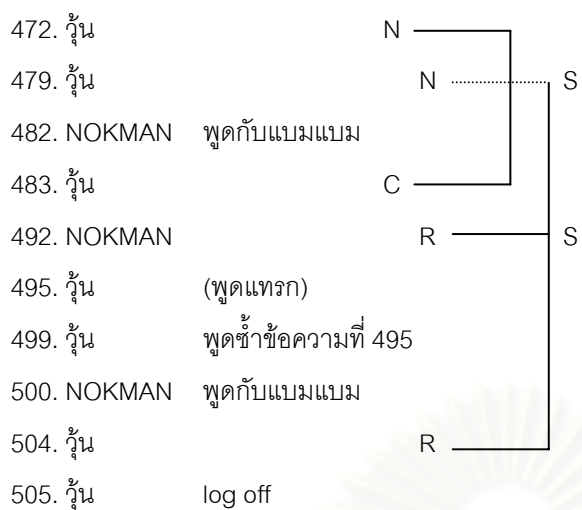 472. วุ้น N
479. วุ้น N S
482. NOKMAN พูดกับแบมแบม
483. วุ้น C
492. NOKMAN R S
495. วุ้น (พูดแทรก)
499. วุ้น พูดซ้ำข้อความที่ 495
500. NOKMAN พูดกับแบมแบม
504. วุ้น R
505. วุ้น log off